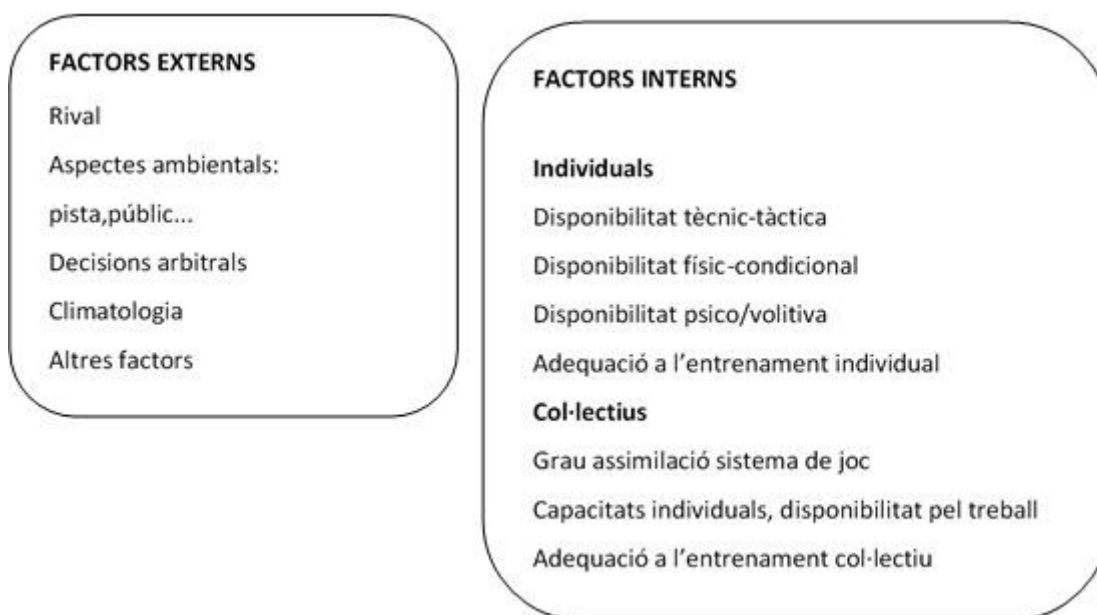 FACTORS EXTERNS
Rival
Aspectes ambientals:
pista,públic...
Decisions arbitrals
Climatologia
Altres factors
FACTORS INTERNS
Individuals
Disponibilitat tècnic-tàctica
Disponibilitat físic-condicional
Disponibilitat psico/volitiva
Adequació a l'entrenament individual
Col·lectius
Grau assimilació sistema de joc
Capacitats individuals, disponibilitat pel treball
Adequació a l'entrenament col·lectiu